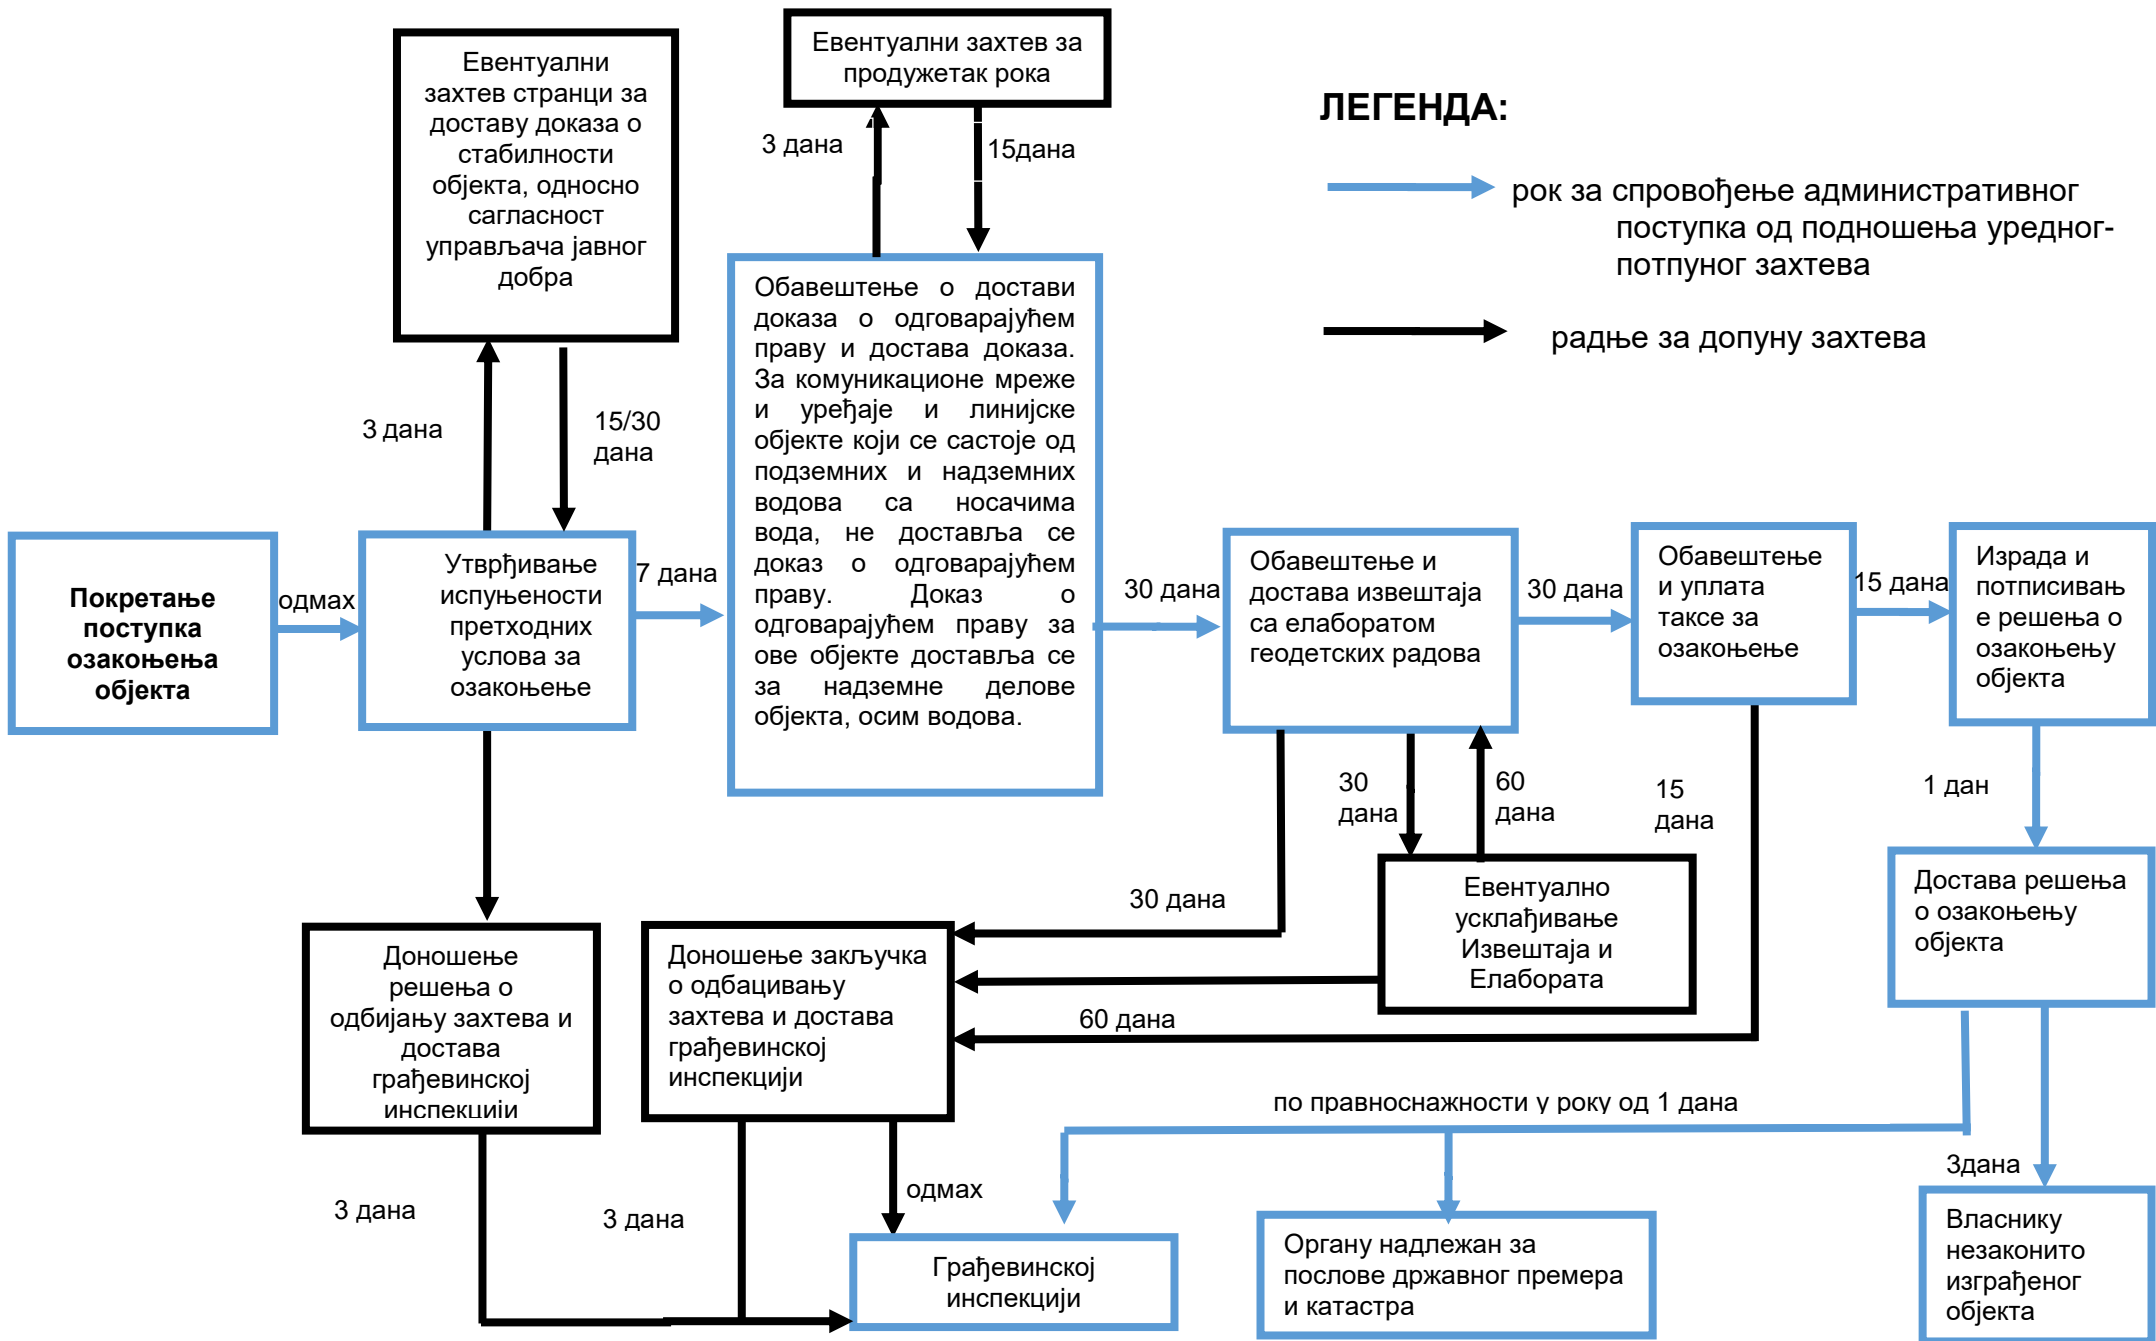 Евентуални
захтев странци за
доставу доказа о
стабилности
објекта, односно
сагласност
управљача јавног
добра
Евентуални захтев за
продужетак рока
3 дана
15дана
ЛЕГЕНДА:
рок за спровођење административног
поступка од подношења уредног-
потпуног захтева
радње за допуну захтева
3 дана
15/30
дана
Покретање
поступка
озакоњења
објекта
одмах
Утврђивање
испуњености
претходних
услова за
озакоњење
7 дана
Обавештење о достави
доказа о одговарајућем
праву и достава доказа.
За комуникационе мреже
и уређаје и линијске
објекте који се састоје од
подземних и надземних
водова са носачима
вода, не доставља се
доказ о одговарајућем
праву. Доказ о
одговарајућем праву за
ове објекте доставља се
за надземне делове
објекта, осим водова.
30 дана
Обавештење и
достава извештаја
са елаборатом
геодетских радова
30 дана
Обавештење
и уплата
таксе за
озакоњење
15 дана
Израда и
потписивањ
е решења о
озакоњењу
објекта
30
дана
60
дана
15
дана
1 дан
Доношење
решења о
одбијању захтева и
достава
грађевинској
инспекцији
Доношење закључка
о одбацивању
захтева и достава
грађевинској
инспекцији
30 дана
Евентуално
усклађивање
Извештаја и
Елабората
60 дана
Достава решења
о озакоњењу
објекта
по правноснажности у року од 1 дана
3 дана
3 дана
одмах
3дана
Грађевинској
инспекцији
Органу надлежан за
послове државног премера
и катастра
Власнику
незаконито
изграђеног
објекта